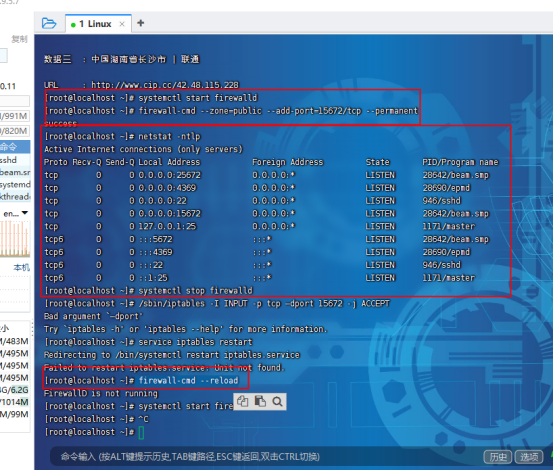 9.5.7
1 Linux × +
复制
数据三 : 中国湖南省长沙市 | 联通
0.11
URL : http://www.cip.cc/42.48.115.220
/991M
[root@localhost ~]# systemctl start firewalld
[root@localhost ~]# firewall-cmd --zone=public --add-port=15672/tcp --permanent
/820M
success
命令
[root@localhost ~]# netstat -ntlp
sshd
Active Internet connections (only servers)
beam.sm
Proto Recv-Q Send-Q Local Address Foreign Address State PID/Program name
systemd
tcp 0 0 0.0.0.0:25672 0.0.0.0:* LISTEN 28642/beam.smp
kthread
tcp 0 0 0.0.0.0:4369 0.0.0.0:* LISTEN 28690/epmd
tcp 0 0 0.0.0.0:22 0.0.0.0:* LISTEN 946/sshd
en...
tcp 0 0 0.0.0.0:15672 0.0.0.0:* LISTEN 28642/beam.smp
tcp 0 0 127.0.0.1:25 0.0.0.0:* LISTEN 1171/master
tcp6 0 0 :::5672 :::* LISTEN 28642/beam.smp
tcp6 0 0 :::4369 :::* LISTEN 28690/epmd
本机
tcp6 0 0 :::22 :::* LISTEN 946/sshd
tcp6 0 0 ::1:25 :::* LISTEN 1171/master
[root@localhost ~]# systemctl stop firewalld
[root@localhost ~]# /sbin/iptables -I INPUT -p tcp –dport 15672 -j ACCEPT
Bad argument `–dport'
小
Try `iptables -h' or 'iptables --help' for more information.
/483M
[root@localhost ~]# service iptables restart
/495M
Redirecting to /bin/systemctl restart iptables.service
/495M
Failed to restart iptables.service: Unit not found.
/495M
[root@localhost ~]# firewall-cmd --reload
G/6.2G
FirewallD is not running
/1014M
[root@localhost ~]# systemctl start fire
M/99M
[root@localhost ~]# ^C
[root@localhost ~]#
命令输入 (按ALT键提示历史,TAB键路径,ESC键返回,双击CTRL切换)
历史
选项